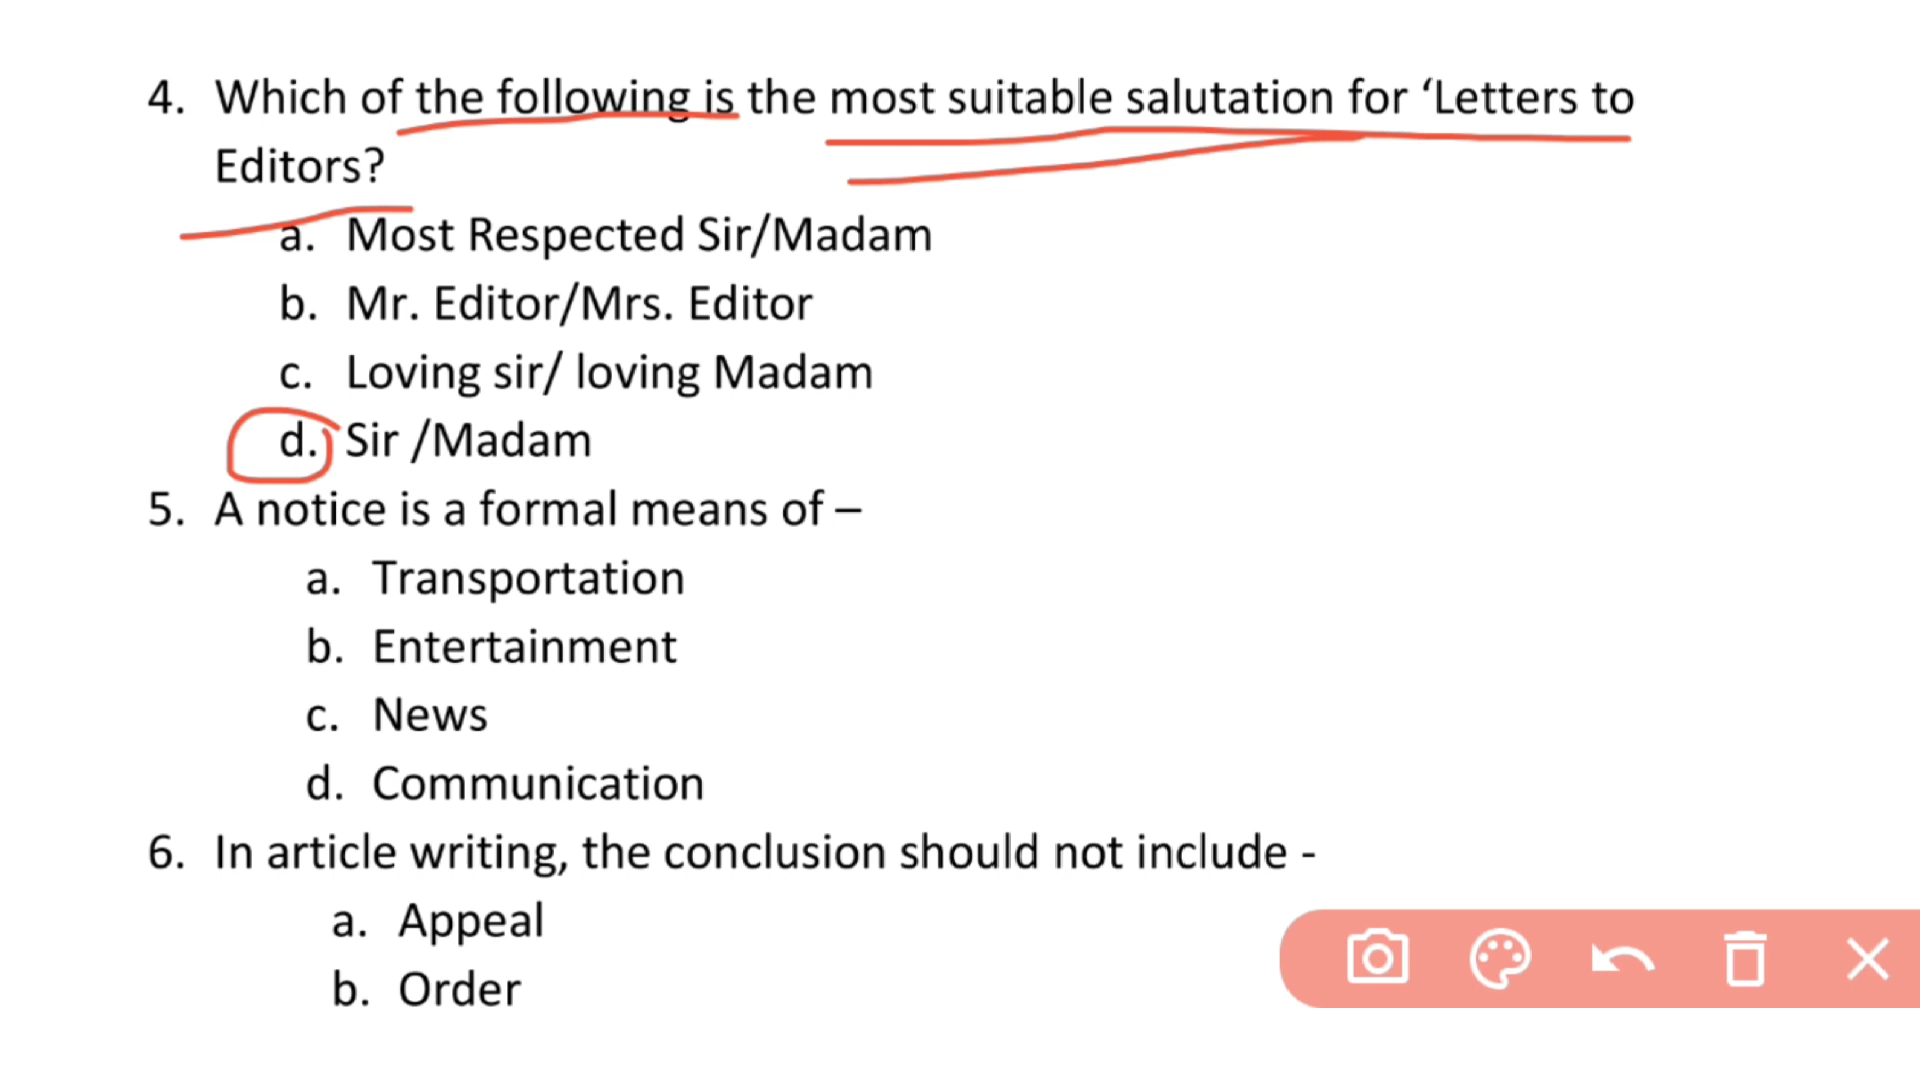 4. Which of the following is the most suitable salutation for ‘Letters to
Editors?
a. Most Respected Sir/Madam
b. Mr. Editor/Mrs. Editor
c. Loving sir/ loving Madam
d. Sir /Madam
5. A notice is a formal means of –
a. Transportation
b. Entertainment
c. News
d. Communication
6. In article writing, the conclusion should not include -
a. Appeal
b. Order